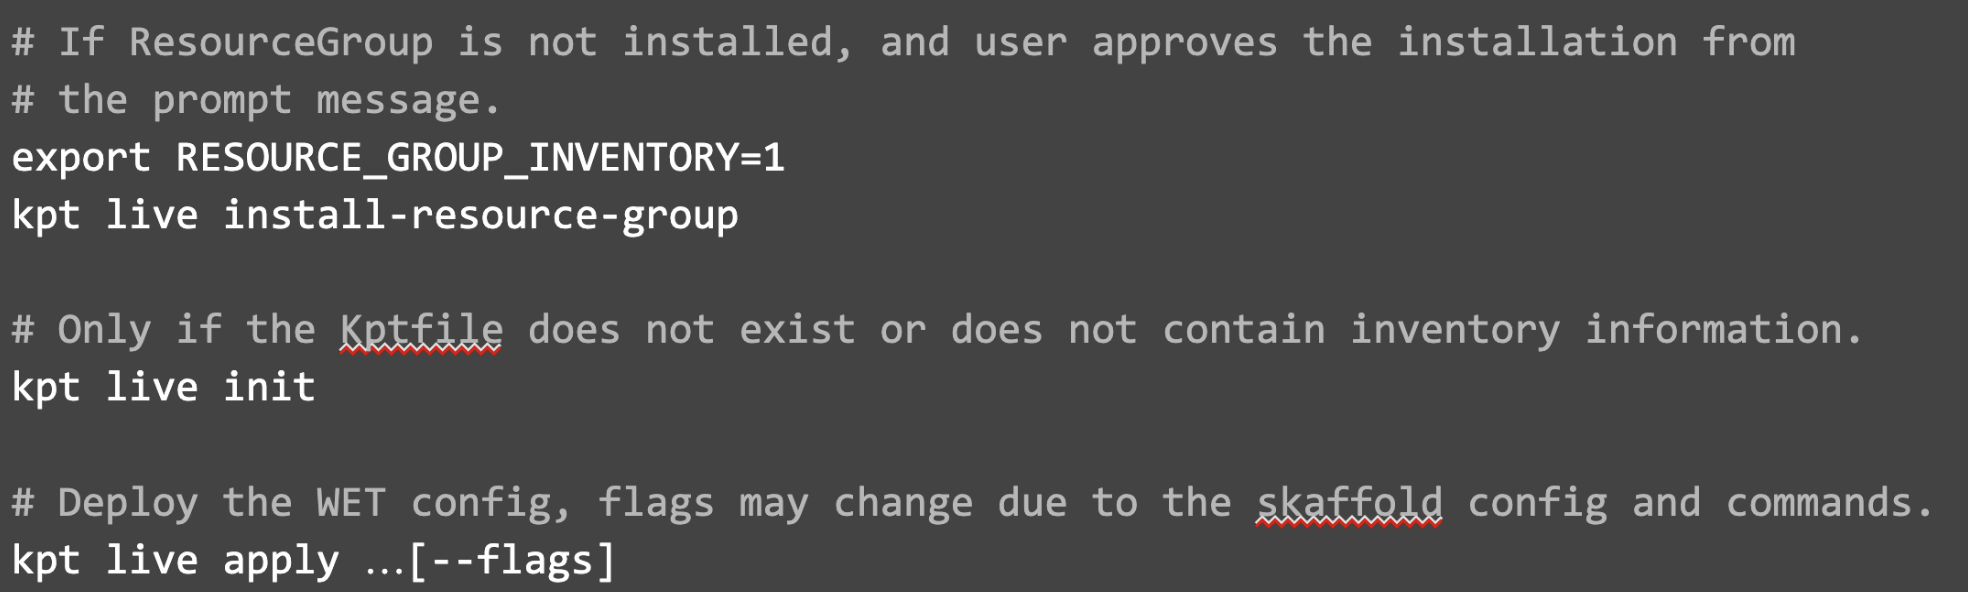 # If ResourceGroup is not installed, and user approves the installation from
# the prompt message.
export RESOURCE_GROUP_INVENTORY=1
kpt live install-resource-group
# Only if the Kptfile does not exist or does not contain inventory information.
kpt live init
# Deploy the WET config, flags may change due to the skaffold config and commands.
kpt live apply …[--flags]